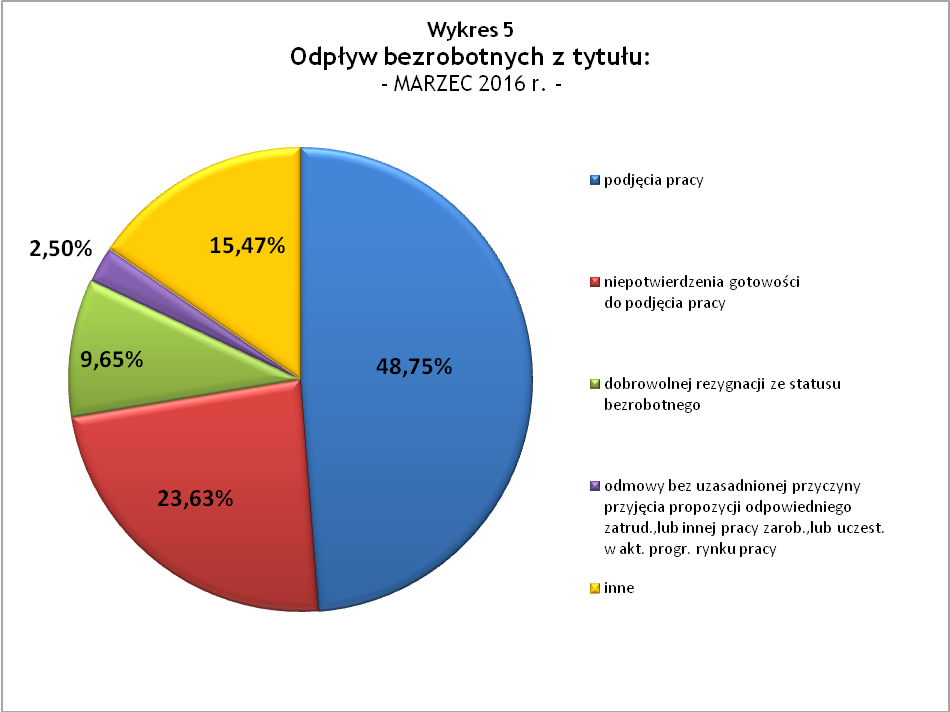 Wykres 5
Odpływ bezrobotnych z tytułu:
- MARZEC 2016 r. -
48,75%
23,63%
9,65%
2,50%
15,47%
podjęcia pracy
niepotwierdzenia gotowości
do podjęcia pracy
dobrowolnej rezygnacji ze statusu
bezrobotnego
odmowy bez uzasadnionej przyczyny
przyjęcia propozycji odpowiedniego
zatrud.,lub innej pracy zarob.,lub uczest.
w akt. progr. rynku pracy
inne